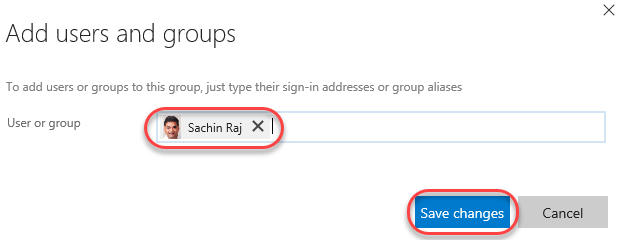 Add users and groups
To add users or groups to this group, just type their sign-in addresses or group aliases
User or group
Sachin Raj
Save changes
Cancel